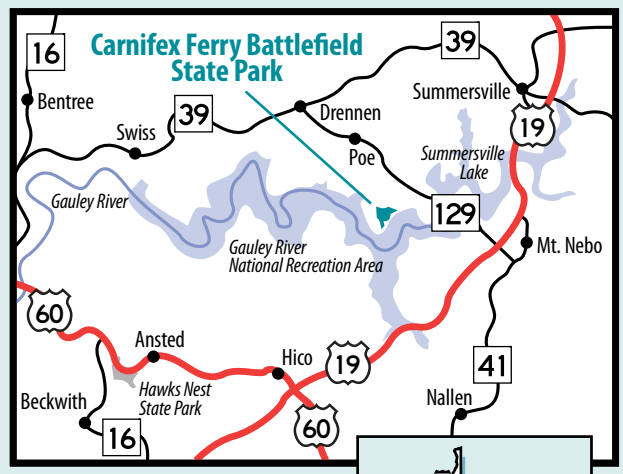 16
Carnifex Ferry Battlefield
State Park
39
Bentree
Drennen
Summersville
39
19
Swiss
Poe
Summersville
Lake
Gauley River
129
Gauley River
National Recreation Area
Mt. Nebo
60
Ansted
Hico
19
41
Hawks Nest
State Park
Beckwith
Nallen
16
60